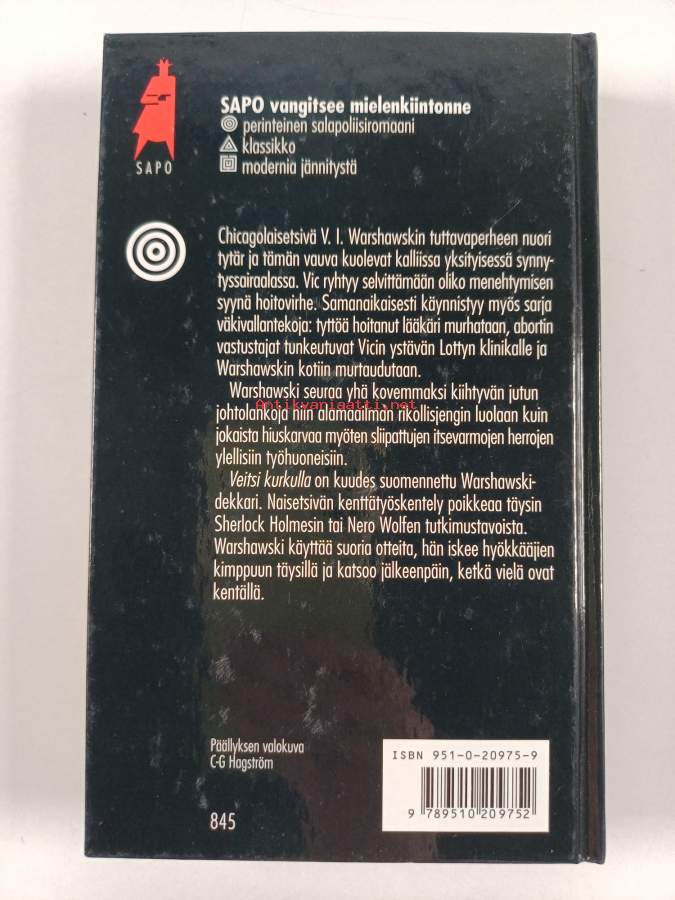 SAPO
SAPO vangitsee mielenkiintonne
perinteinen salapoliisiromaani
klassikko
modernia jännitystä
Chicagolaisetsivä V. I. Warshawskin tuttavaperheen nuori
tytär ja tämän vauva kuolevat kalliissa yksityisessä synny-
tyssairaalassa. Vic ryhtyy selvittämään oliko menehtymisen
syynä hoitovirhe. Samanaikaisesti käynnistyy myös sarja
väkivallantekoja: tyttöä hoitanut lääkäri murhataan, abortin
vastustajat tunkeutuvat Vicin ystävän Lottyn klinikalle ja
Warshawskin kotiin murtaudutaan.
Warshawski seuraa yhä kovemmaksi kiihtyvän jutun
Antikvariaatti.net
johtolankoja niin alamaailman rikollisjengin luolaan kuin
jokaista hiuskarvaa myöten sliipattujen itsevarmojen herrojen
ylellisiin työhuoneisiin.
Veitsi kurkulla on kuudes suomennettu Warshawski-
dekkari. Naisetsivän kenttätyöskentely poikkeaa täysin
Sherlock Holmesin tai Nero Wolfen tutkimustavoista.
Warshawski käyttää suoria otteita, hän iskee hyökkääjien
kimppuun täysillä ja katsoo jälkeenpäin, ketkä vielä ovat
kentällä.
Päällyksen valokuva
C-G Hagström
845
ISBN 951-0-20975-9
9 789510 209752